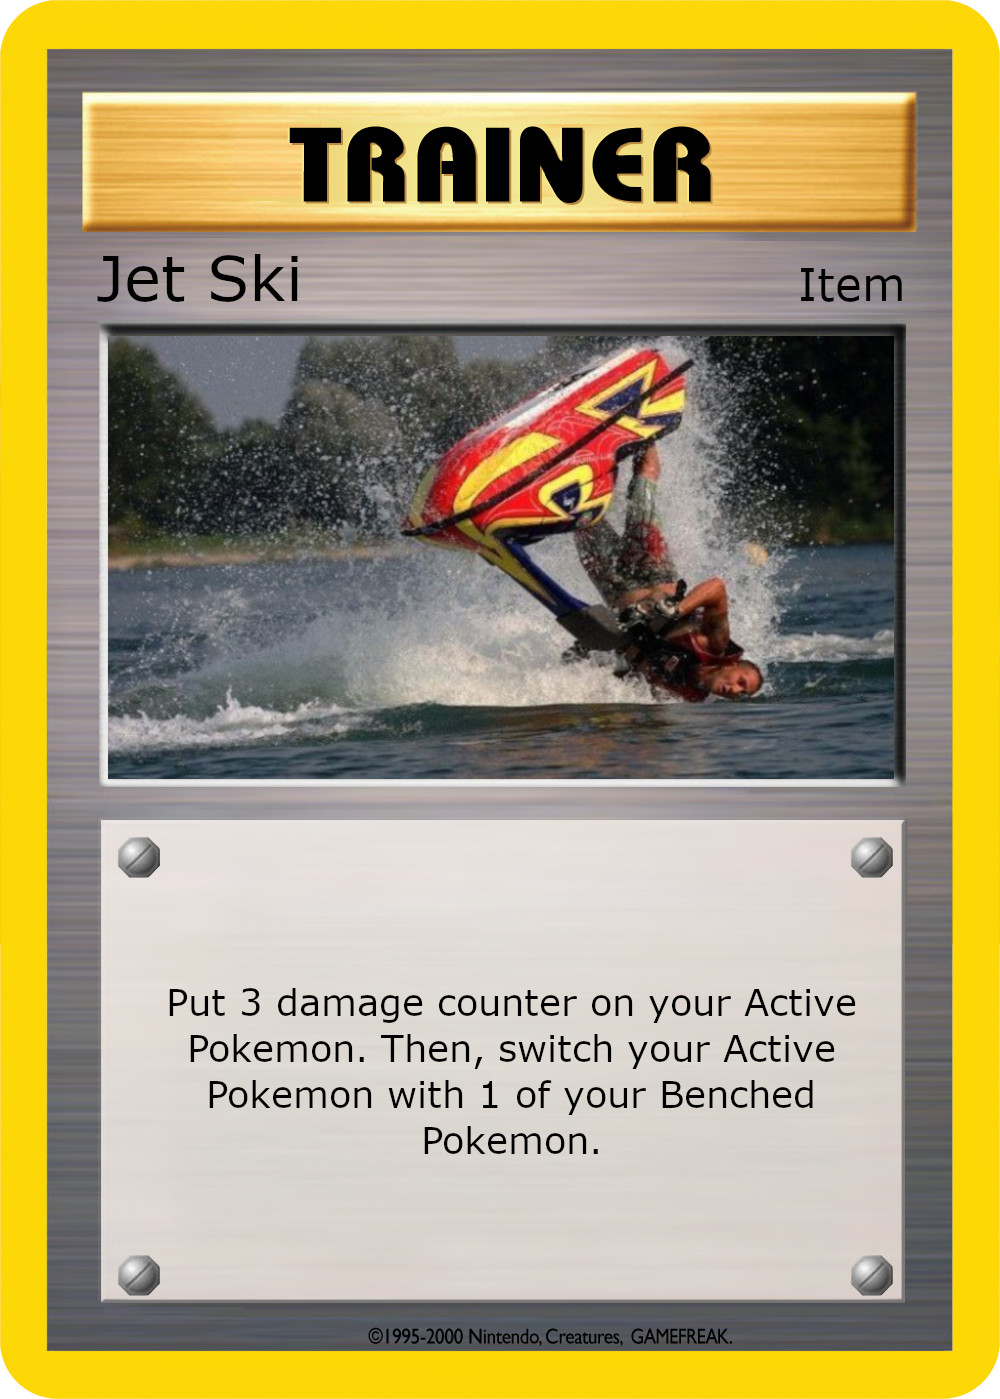 TRAINER
Jet Ski
Item
Put 3 damage counter on your Active
Pokemon. Then, switch your Active
Pokemon with 1 of your Benched
Pokemon.
©1995-2000 Nintendo, Creatures, GAMEFREAK.